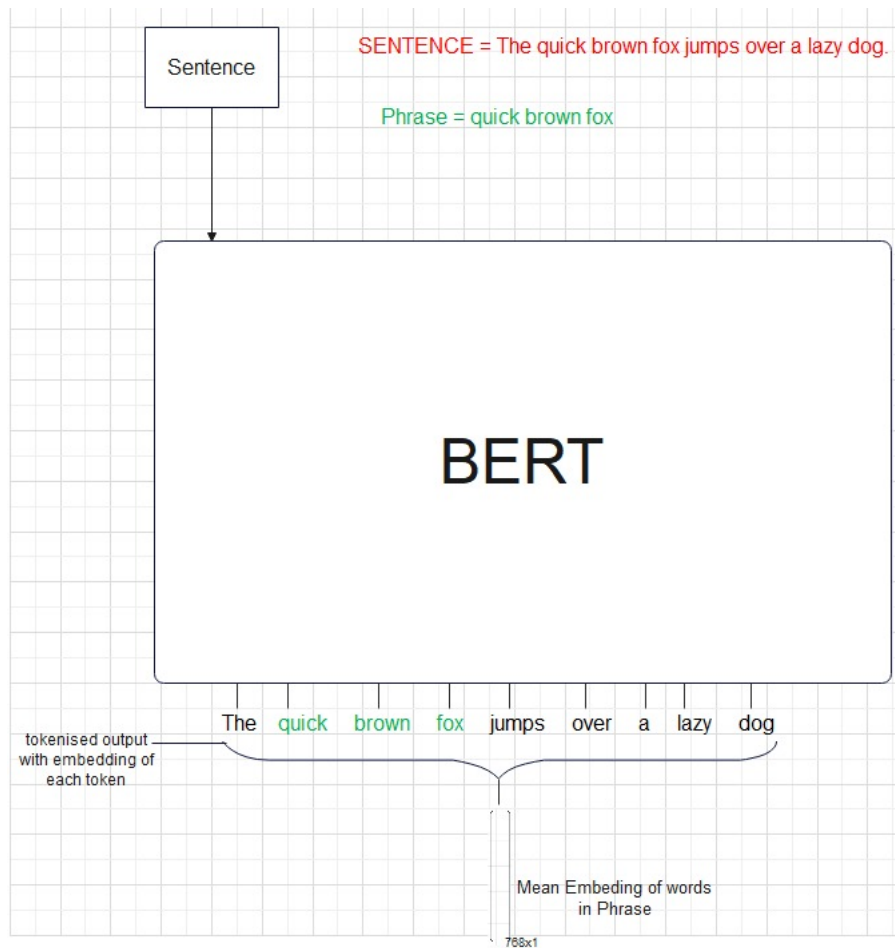 Sentence
SENTENCE = The quick brown fox jumps over a lazy dog.
Phrase = quick brown fox
BERT
The quick brown fox jumps over a lazy dog
tokenised output
with embedding of
each token
Mean Embeding of words
in Phrase
768x1